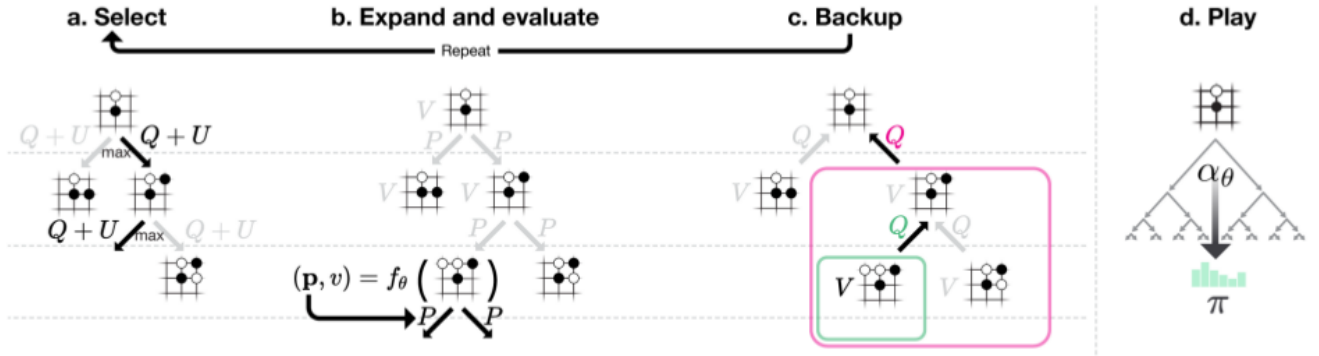 a. Select
b. Expand and evaluate
c. Backup
d. Play
Repeat
Q + U
Q + U
max
Q + U
max
Q + U
V
P
P
V
V
P
P
(p, v) = fθ ( )
P
P
Q
Q
V
V
Q
Q
V
V
αθ
π